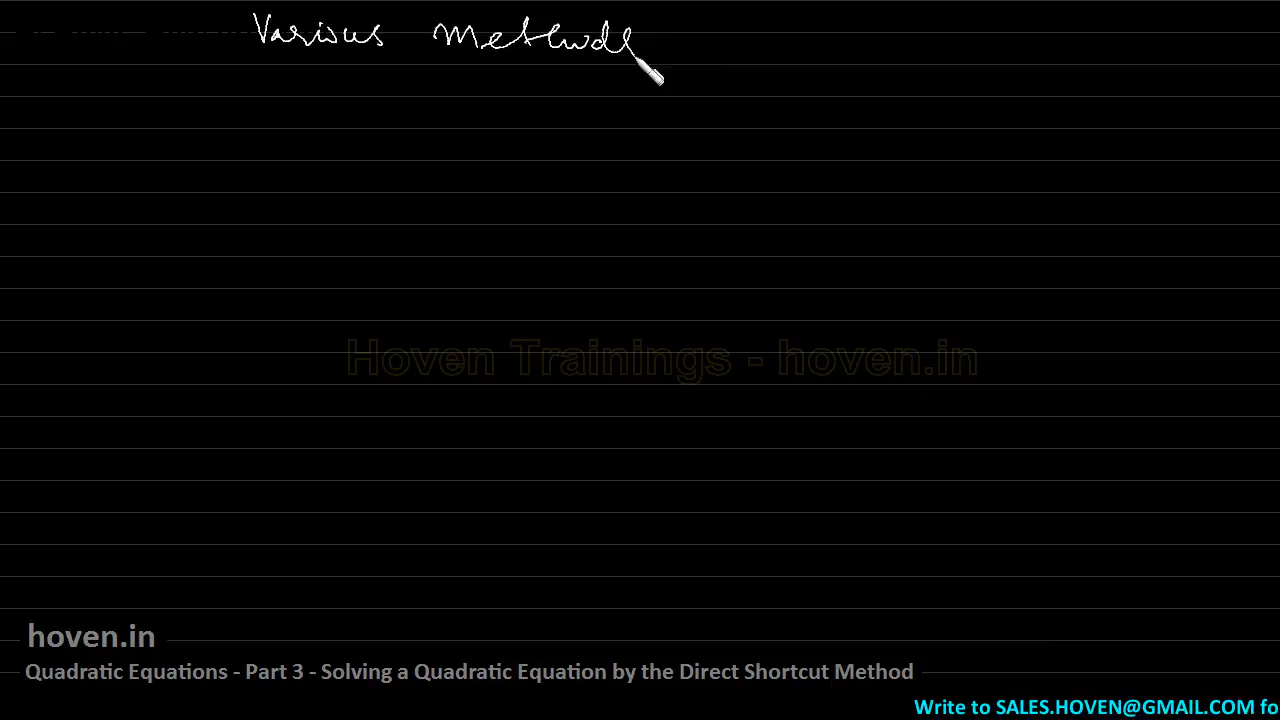 Various Methods
Hoven Trainings - hoven.in
hoven.in
Quadratic Equations - Part 3 - Solving a Quadratic Equation by the Direct Shortcut Method
Write to SALES.HOVEN@GMAIL.COM fo